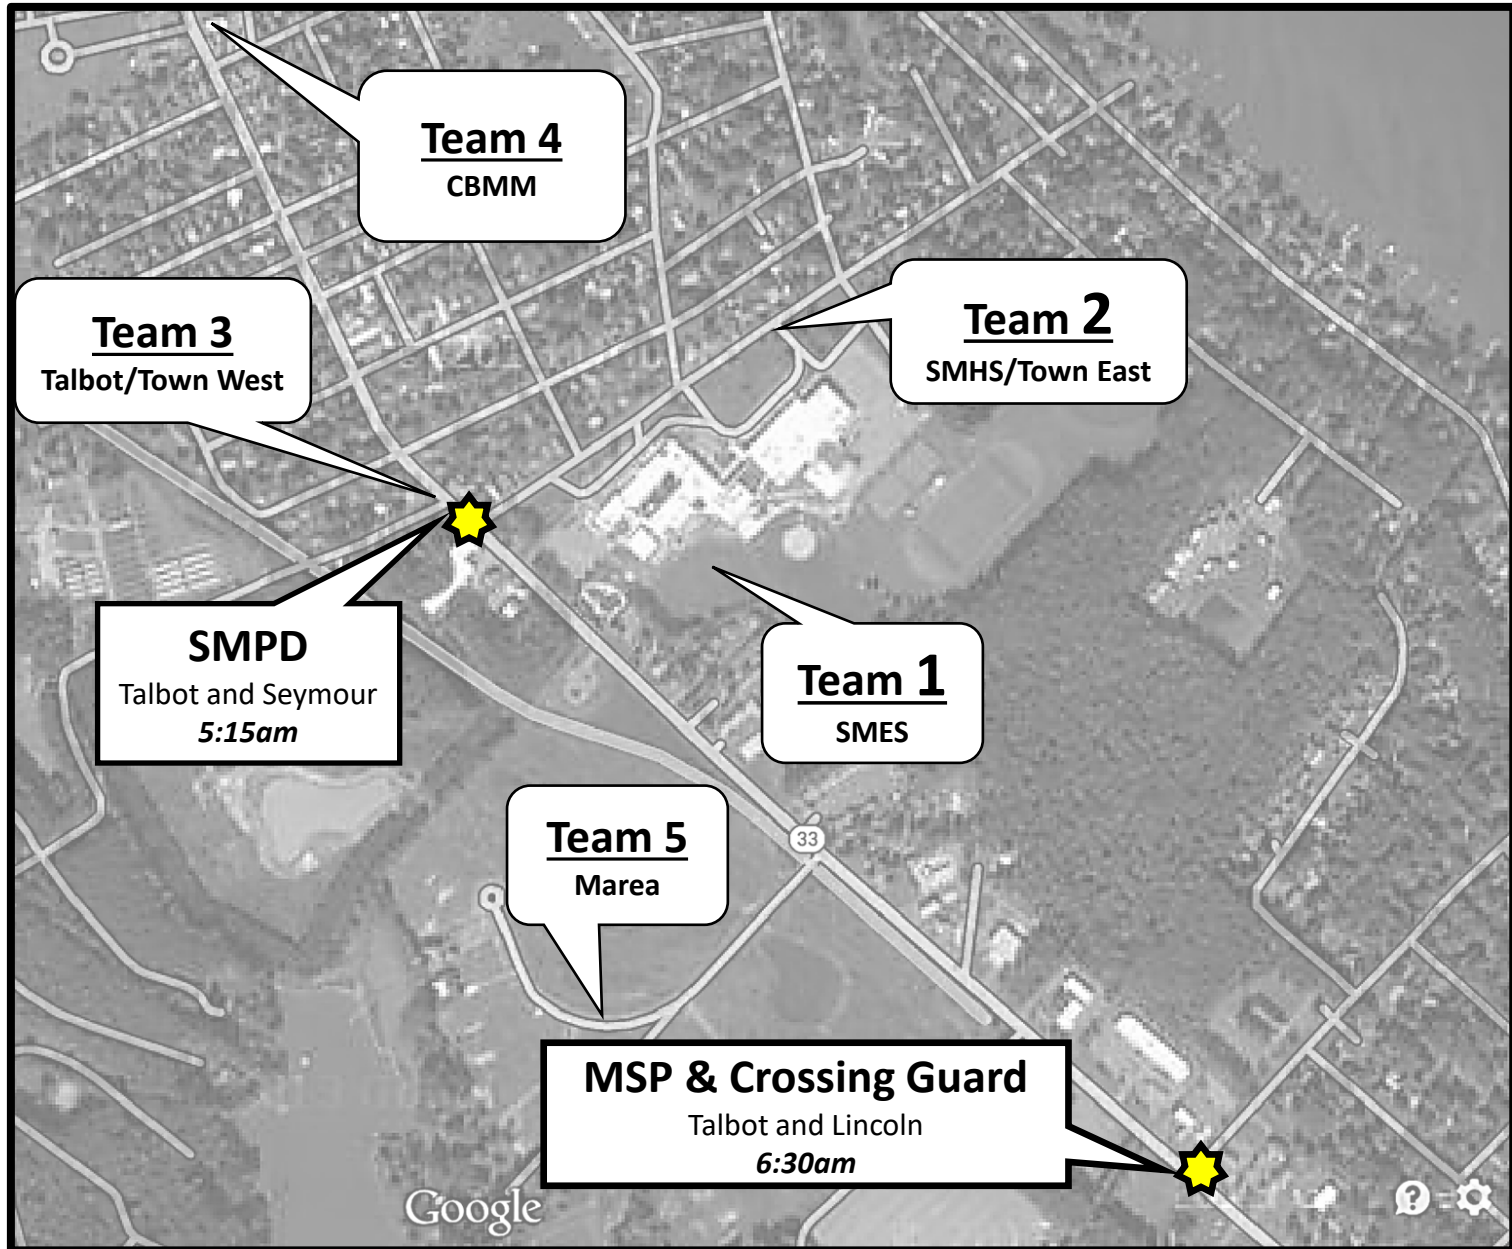 Team 4
CBMM
Team 3
Talbot/Town West
Team 2
SMHS/Town East
SMPD
Talbot and Seymour
5:15am
Team 1
SMES
33
Team 5
Marea
MSP & Crossing Guard
Talbot and Lincoln
6:30am
Google
?